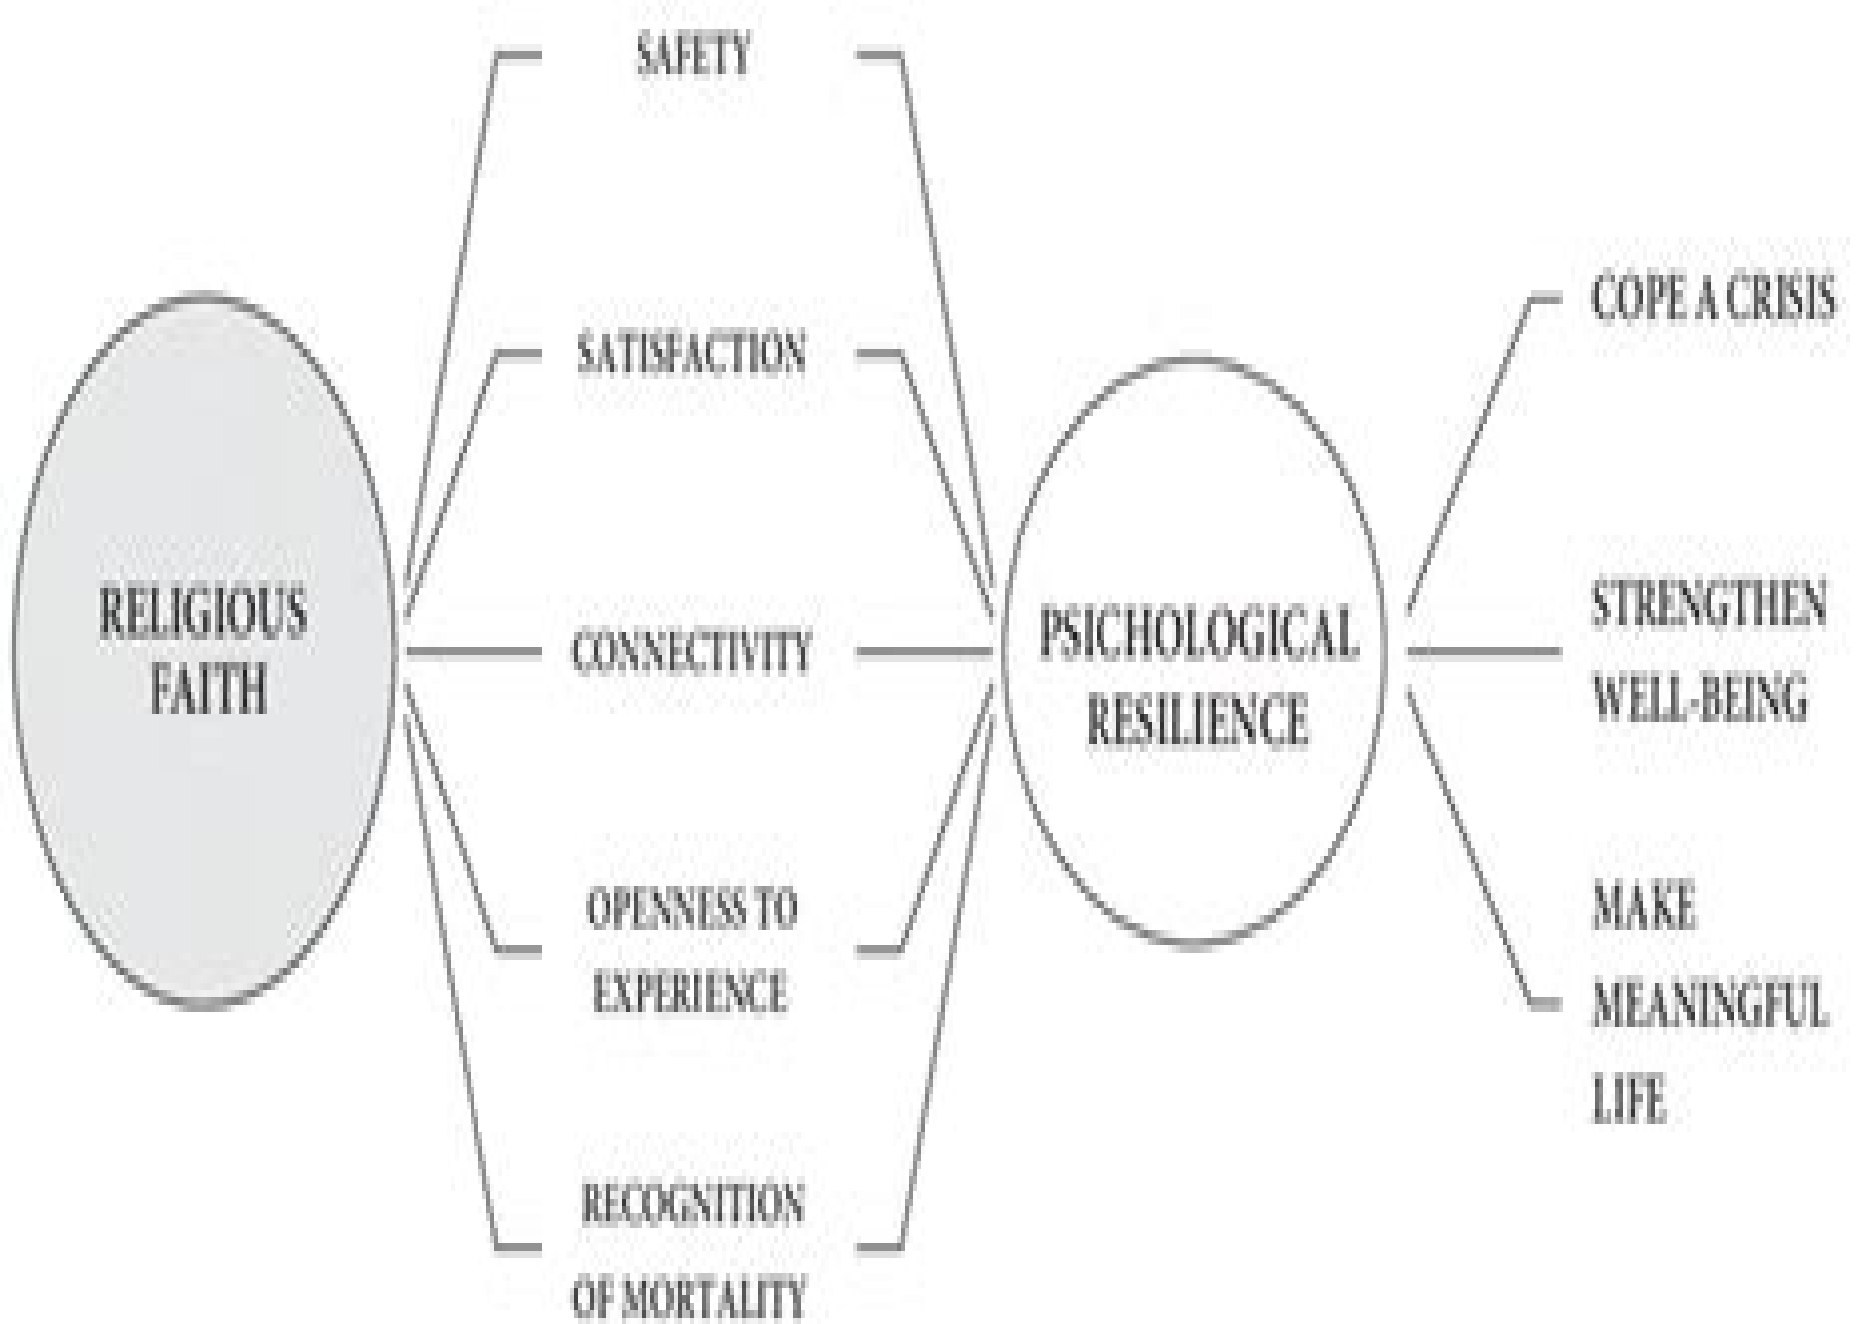 SAFETY
SATISFACTION
CONNECTIVITY
OPENNESS TO
EXPERIENCE
RECOGNITION
OF MORTALITY
RELIGIOUS
FAITH
PSICHOLOGICAL
RESILIENCE
COPE A CRISIS
STRENGTHEN
WELL-BEING
MAKE
MEANINGFUL
LIFE